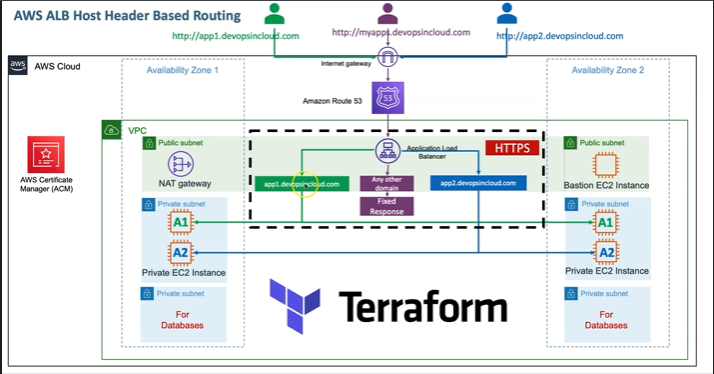 AWS ALB Host Header Based Routing
http://app1.devopsincloud.com
http://myapps.devopsincloud.com
http://app2.devopsincloud.com
Internet gateway
aws
AWS Cloud
Availability Zone 1
Availability Zone 2
Amazon Route 53
53
VPC
AWS Certificate
Manager (ACM)
Public subnet
NAT gateway
Application Load
Balancer
HTTPS
Public subnet
Bastion EC2 Instance
app1.devopsincloud.com
Any other
domain
app2.devopsincloud.com
Fixed
Response
Private subnet
A1
A2
Private EC2 Instance
Private subnet
A1
A2
Private EC2 Instance
Private subnet
For
Databases
Terraform
Private subnet
For
Databases